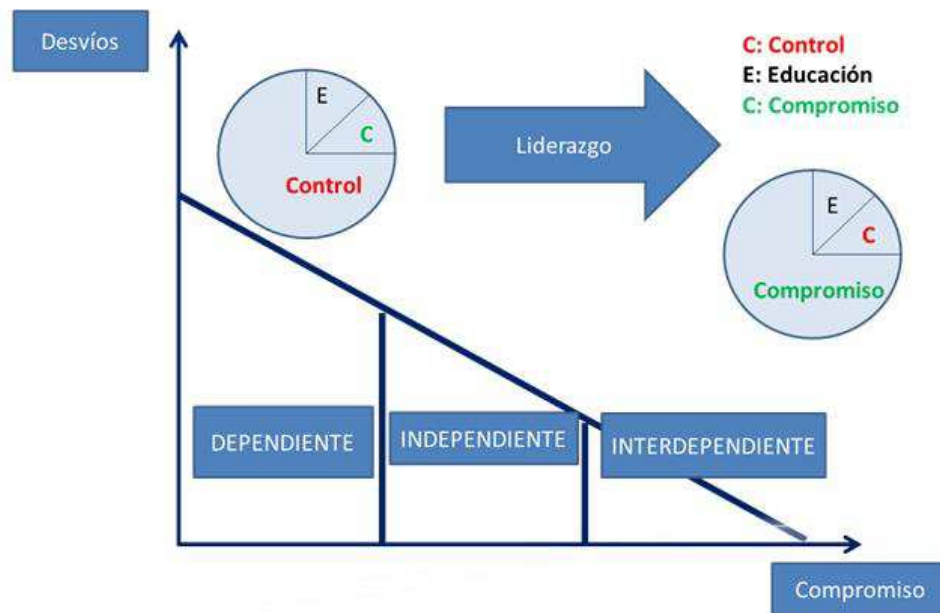 Desvíos
C: Control
E: Educación
C: Compromiso
E
C
Control
Liderazgo
E
C
Compromiso
DEPENDIENTE
INDEPENDIENTE
INTERDEPENDIENTE
Compromiso